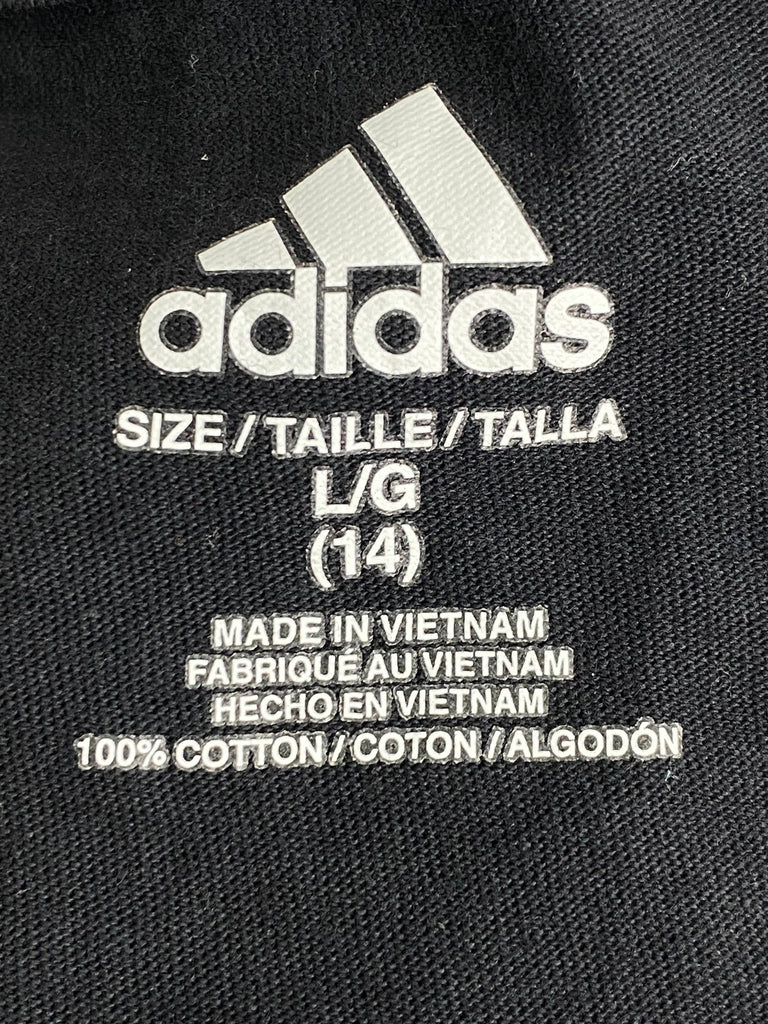 adidas
SIZE/TAILLE/TALLA
L/G
(14)
MADE IN VIETNAM
FABRIQUÉ AU VIETNAM
HECHO EN VIETNAM
100% COTTON/COTON/ALGODÓN